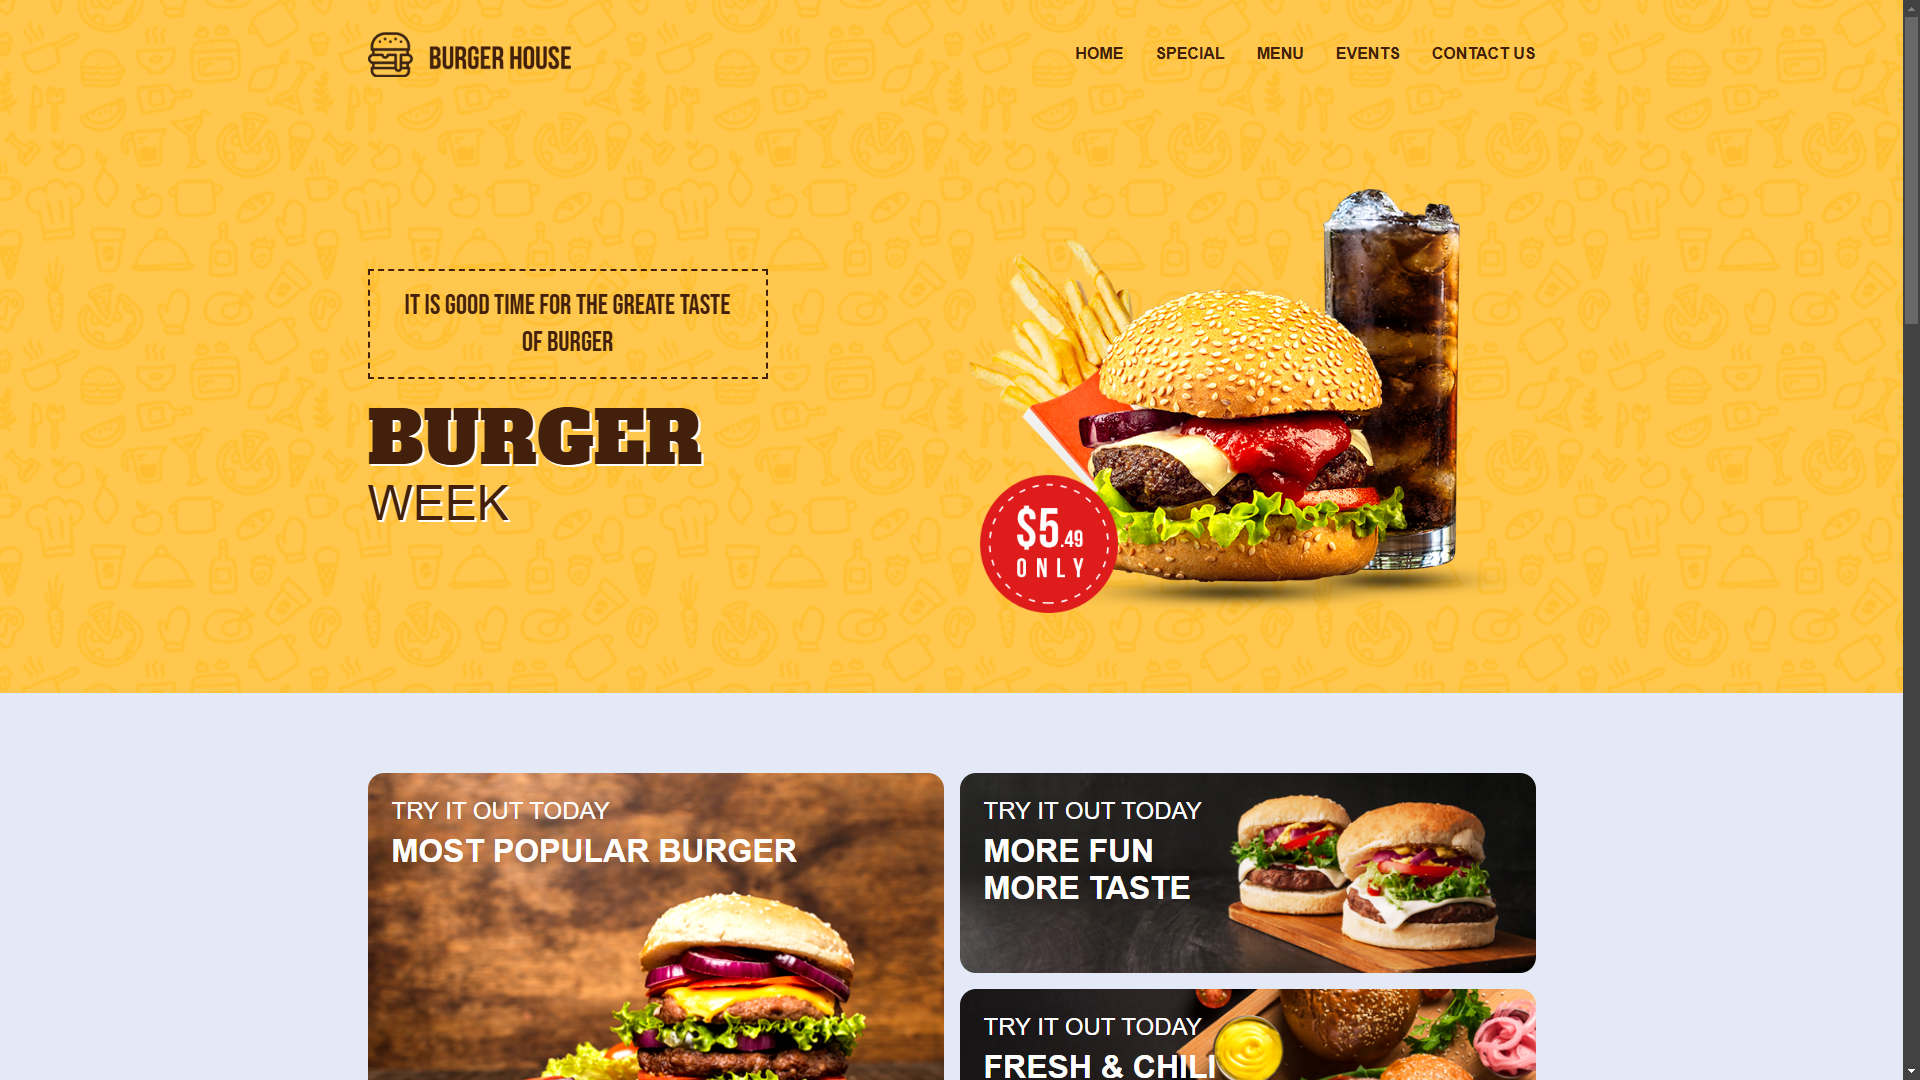 BURGER HOUSE
HOME SPECIAL MENU EVENTS CONTACT US
IT IS GOOD TIME FOR THE GREATE TASTE
OF BURGER
BURGER
WEEK
$5.49
ONLY
TRY IT OUT TODAY
MOST POPULAR BURGER
TRY IT OUT TODAY
MORE FUN
MORE TASTE
TRY IT OUT TODAY
FRESH & CHILI